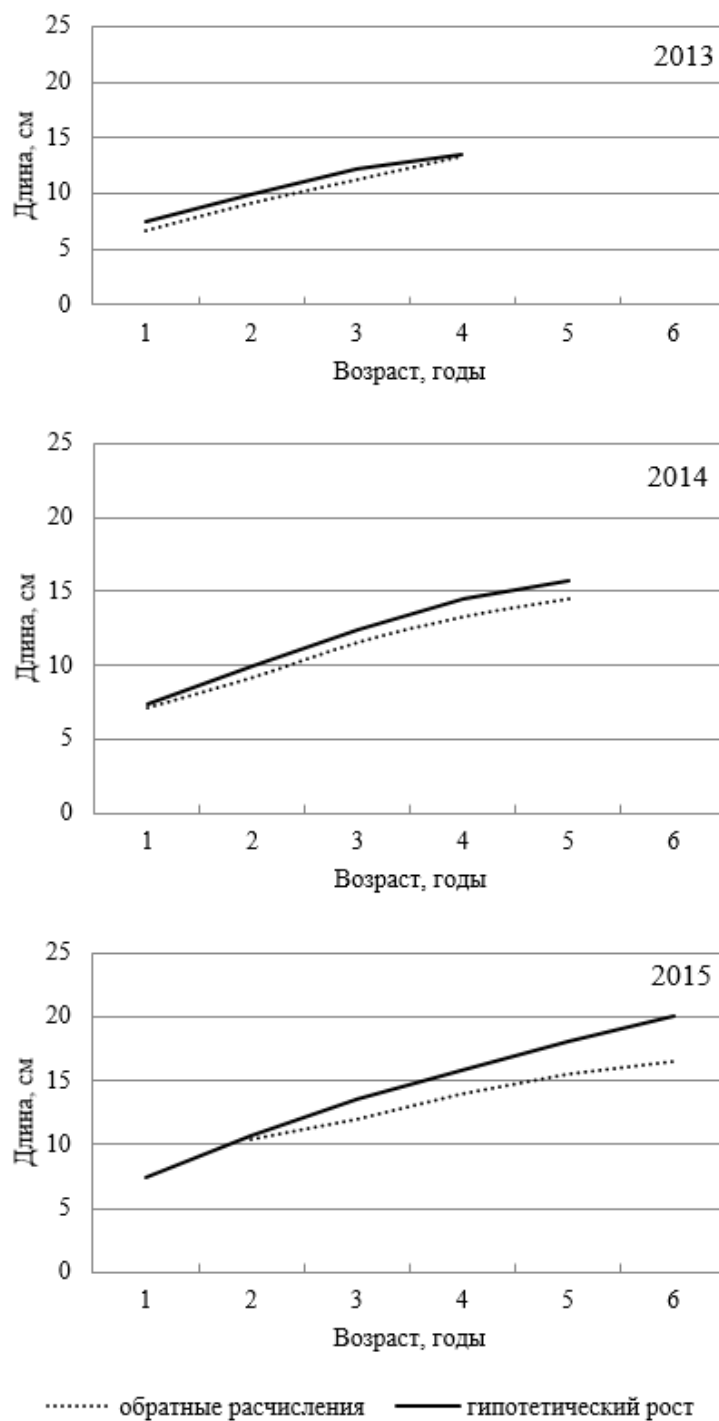 25
2013
20
15
10
5
0
Длина, см
1 2 3 4 5 6
Возраст, годы
25
2014
20
15
10
5
0
Длина, см
1 2 3 4 5 6
Возраст, годы
25
2015
20
15
10
5
0
Длина, см
1 2 3 4 5 6
Возраст, годы
обратные расчисления гипотетический рост